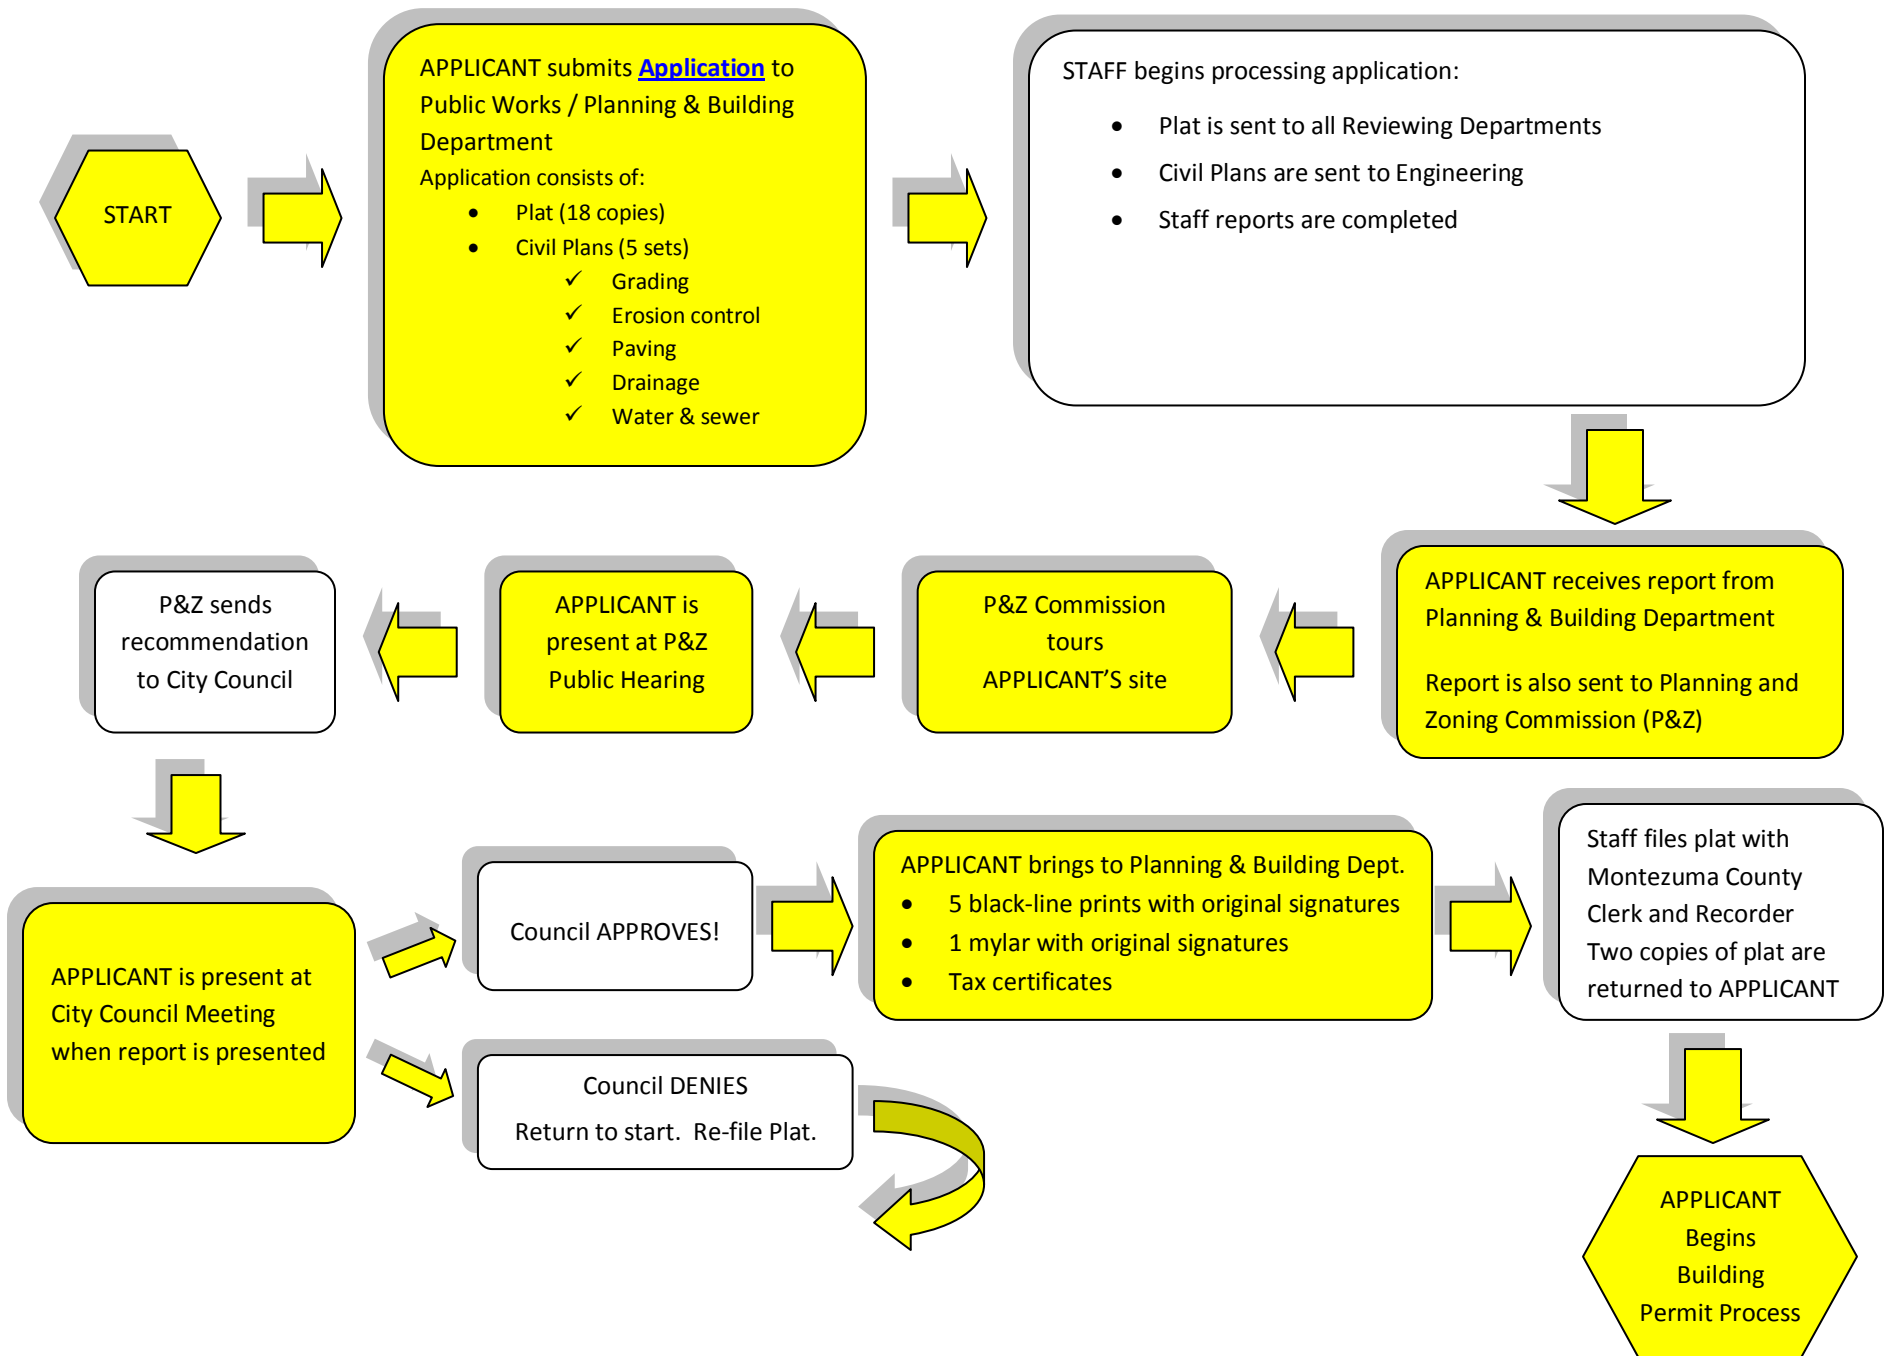 START
APPLICANT submits Application to
Public Works / Planning & Building
Department
Application consists of:
• Plat (18 copies)
• Civil Plans (5 sets)
✓ Grading
✓ Erosion control
✓ Paving
✓ Drainage
✓ Water & sewer
STAFF begins processing application:
• Plat is sent to all Reviewing Departments
• Civil Plans are sent to Engineering
• Staff reports are completed
APPLICANT receives report from
Planning & Building Department
Report is also sent to Planning and
Zoning Commission (P&Z)
P&Z Commission
tours
APPLICANT’S site
APPLICANT is
present at P&Z
Public Hearing
P&Z sends
recommendation
to City Council
APPLICANT is present at
City Council Meeting
when report is presented
Council APPROVES!
Council DENIES
Return to start. Re-file Plat.
APPLICANT brings to Planning & Building Dept.
• 5 black-line prints with original signatures
• 1 mylar with original signatures
• Tax certificates
Staff files plat with
Montezuma County
Clerk and Recorder
Two copies of plat are
returned to APPLICANT
APPLICANT
Begins
Building
Permit Process